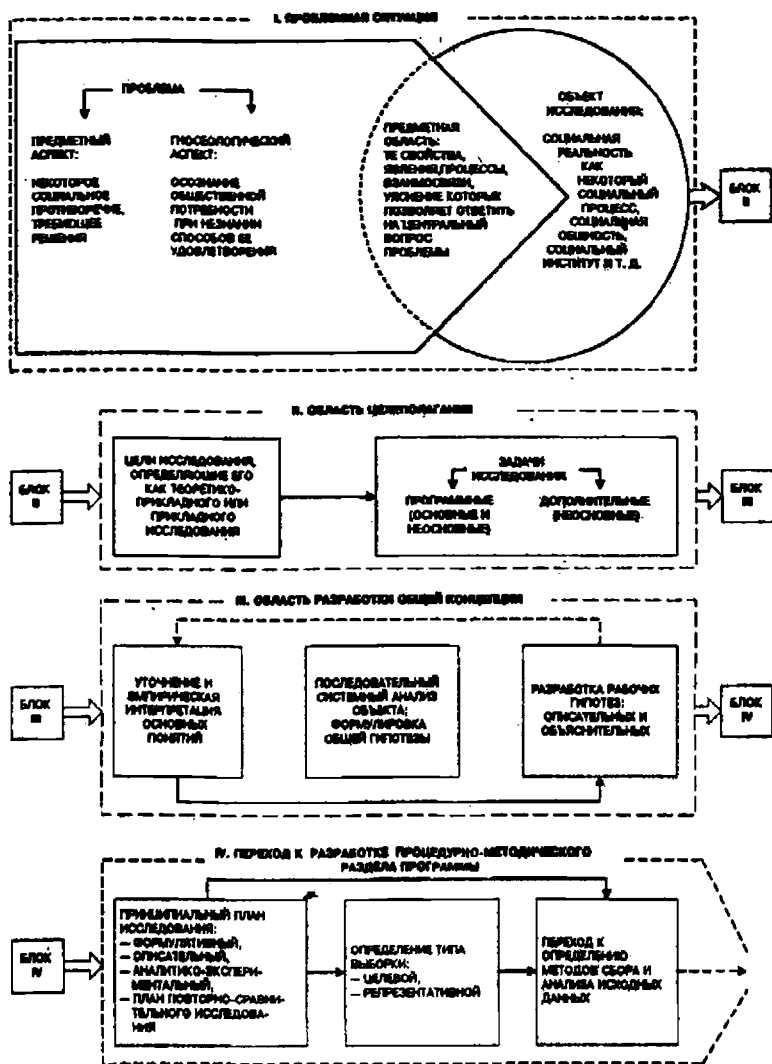 I. ПРОБЛЕМНАЯ СИТУАЦИЯ
ПРОБЛЕМА
ПРЕДМЕТНЫЙ
АСПЕКТ:
НЕКОТОРОЕ
СОЦИАЛЬНОЕ
ПРОТИВОРЕЧИЕ,
ТРЕБУЮЩЕЕ
РЕШЕНИЯ
ГНОСЕОЛОГИЧЕСКИЙ
АСПЕКТ:
ОСОЗНАНИЕ
ОБЩЕСТВЕННОЙ
ПОТРЕБНОСТИ
ПРИ НЕЗНАНИИ
СПОСОБОВ ЕЕ
УДОВЛЕТВОРЕНИЯ
ПРЕДМЕТНАЯ
ОБЛАСТЬ:
ТЕ СВОЙСТВА,
ЯВЛЕНИЯ, ПРОЦЕССЫ,
ВЗАИМОСВЯЗИ,
УЯСНЕНИЕ КОТОРЫХ
ПОЗВОЛЯЕТ ОТВЕТИТЬ
НА ЦЕНТРАЛЬНЫЙ
ВОПРОС
ПРОБЛЕМЫ
ОБЪЕКТ
ИССЛЕДОВАНИЯ:
СОЦИАЛЬНАЯ
РЕАЛЬНОСТЬ
КАК
НЕКОТОРЫЙ
СОЦИАЛЬНЫЙ
ПРОЦЕСС,
СОЦИАЛЬНАЯ
ОБЩНОСТЬ,
СОЦИАЛЬНЫЙ
ИНСТИТУТ И Т. Д.
БЛОК
II
II. ОБЛАСТЬ ЦЕЛЕПОЛАГАНИЯ
БЛОК
II
ЦЕЛИ ИССЛЕДОВАНИЯ,
ОПРЕДЕЛЯЮЩИЕ ЕГО
КАК ТЕОРЕТИКО-
ПРИКЛАДНОГО ИЛИ
ПРИКЛАДНОГО
ИССЛЕДОВАНИЯ
ЗАДАЧИ
ИССЛЕДОВАНИЯ
ПРОГРАММНЫЕ
(ОСНОВНЫЕ И
НЕОСНОВНЫЕ)
ДОПОЛНИТЕЛЬНЫЕ
(НЕОСНОВНЫЕ)
БЛОК
III
III. ОБЛАСТЬ РАЗРАБОТКИ ОБЩЕЙ КОНЦЕПЦИИ
БЛОК
III
УТОЧНЕНИЕ И
ЭМПИРИЧЕСКАЯ
ИНТЕРПРЕТАЦИЯ
ОСНОВНЫХ
ПОНЯТИЙ
ПОСЛЕДОВАТЕЛЬНЫЙ
СИСТЕМНЫЙ АНАЛИЗ
ОБЪЕКТА;
ФОРМУЛИРОВКА
ОБЩЕЙ ГИПОТЕЗЫ
РАЗРАБОТКА РАБОЧИХ
ГИПОТЕЗ:
ОПИСАТЕЛЬНЫХ И
ОБЪЯСНИТЕЛЬНЫХ
БЛОК
IV
IV. ПЕРЕХОД К РАЗРАБОТКЕ ПРОЦЕДУРНО-МЕТОДИЧЕСКОГО
РАЗДЕЛА ПРОГРАММЫ
БЛОК
IV
ПРИНЦИПИАЛЬНЫЙ ПЛАН
ИССЛЕДОВАНИЯ:
— ФОРМУЛЯТИВНЫЙ,
— ОПИСАТЕЛЬНЫЙ,
— АНАЛИТИКО-ЭКСПЕРИ-
МЕНТАЛЬНЫЙ,
— ПЛАН ПОВТОРНО-СРАВНИ-
ТЕЛЬНОГО ИССЛЕДОВА-
НИЯ
ОПРЕДЕЛЕНИЕ ТИПА
ВЫБОРКИ:
— ЦЕЛЕВОЙ,
— РЕПРЕЗЕНТАТИВНОЙ
ПЕРЕХОД К
ОПРЕДЕЛЕНИЮ
МЕТОДОВ СБОРА И
АНАЛИЗА ИСХОДНЫХ
ДАННЫХ